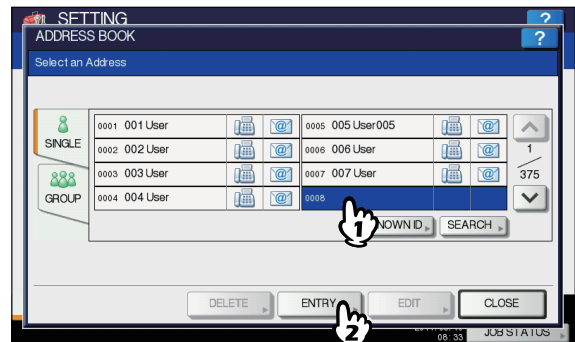 SETTING
?
ADDRESS BOOK
?
Select an Address
SINGLE
GROUP
0001 001 User
0002 002 User
0003 003 User
0004 004 User
0005 005 User005
0006 006 User
0007 007 User
0008
1
375
NOWN ID
SEARCH
1
DELETE
ENTRY
EDIT
CLOSE
2
08: 33
JOB STATUS